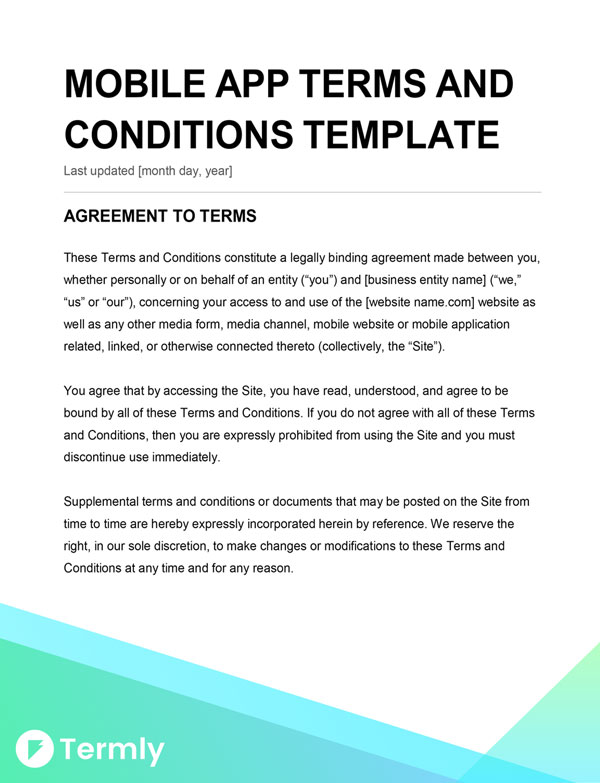 MOBILE APP TERMS AND
CONDITIONS TEMPLATE
Last updated [month day, year]
AGREEMENT TO TERMS
These Terms and Conditions constitute a legally binding agreement made between you,
whether personally or on behalf of an entity (“you”) and [business entity name] (“we,”
“us” or “our”), concerning your access to and use of the [website name.com] website as
well as any other media form, media channel, mobile website or mobile application
related, linked, or otherwise connected thereto (collectively, the “Site”).
You agree that by accessing the Site, you have read, understood, and agree to be
bound by all of these Terms and Conditions. If you do not agree with all of these Terms
and Conditions, then you are expressly prohibited from using the Site and you must
discontinue use immediately.
Supplemental terms and conditions or documents that may be posted on the Site from
time to time are hereby expressly incorporated herein by reference. We reserve the
right, in our sole discretion, to make changes or modifications to these Terms and
Conditions at any time and for any reason.
Termly